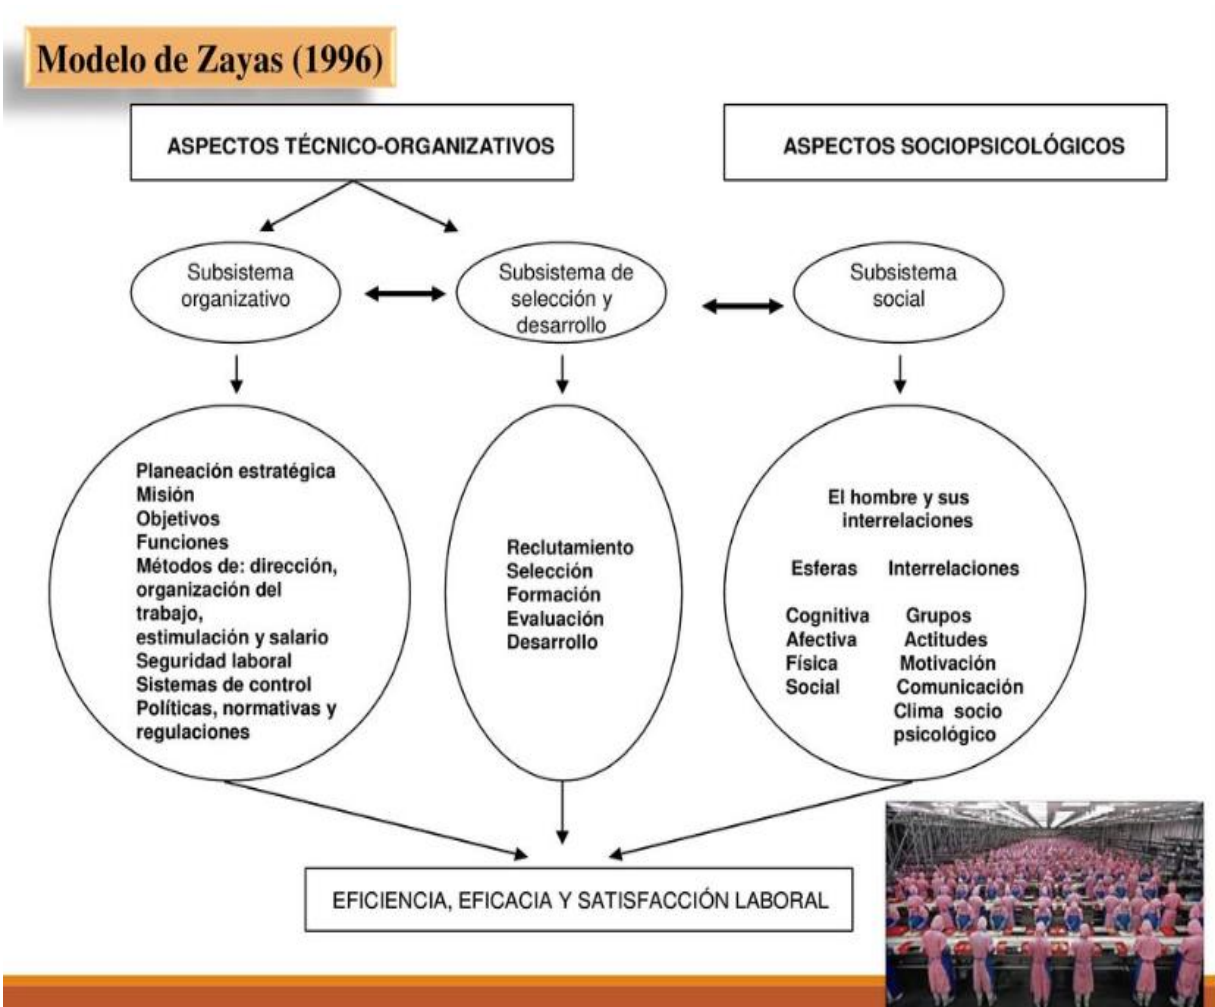 Modelo de Zayas (1996)
ASPECTOS TÉCNICO-ORGANIZATIVOS
ASPECTOS SOCIOPSICOLÓGICOS
Subsistema
organizativo
Subsistema de
selección y
desarrollo
Subsistema
social
Planeación estratégica
Misión
Objetivos
Funciones
Métodos de: dirección,
organización del
trabajo,
estimulación y salario
Seguridad laboral
Sistemas de control
Políticas, normativas y
regulaciones
Reclutamiento
Selección
Formación
Evaluación
Desarrollo
El hombre y sus
interrelaciones
Esferas Interrelaciones
Cognitiva Grupos
Afectiva Actitudes
Física Motivación
Social Comunicación
Clima socio
psicológico
EFICIENCIA, EFICACIA Y SATISFACCIÓN LABORAL